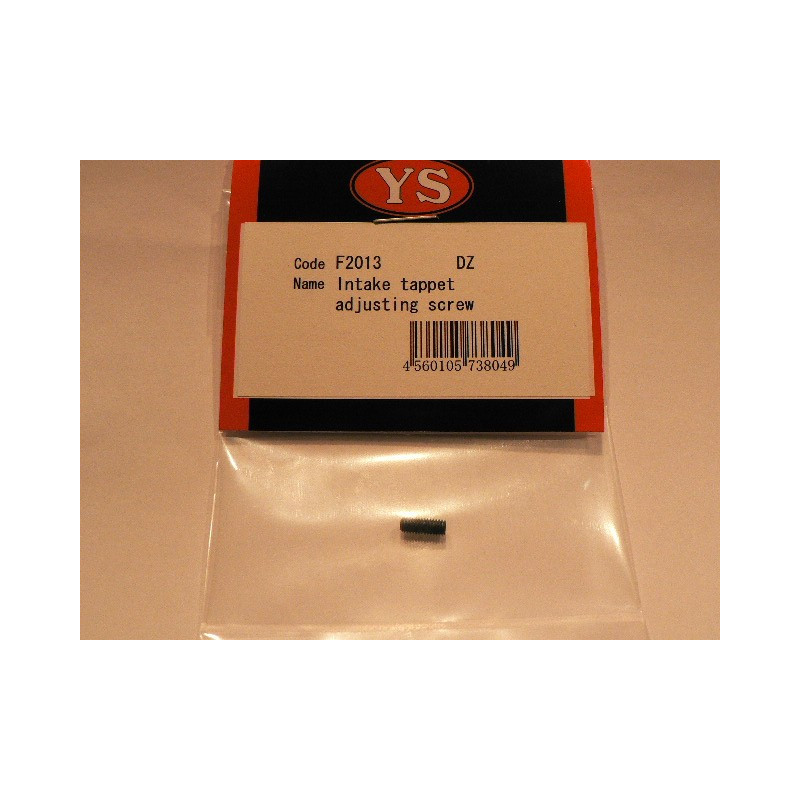 YS
Code F2013 DZ
Name Intake tappet
adjusting screw
4 560105 738049